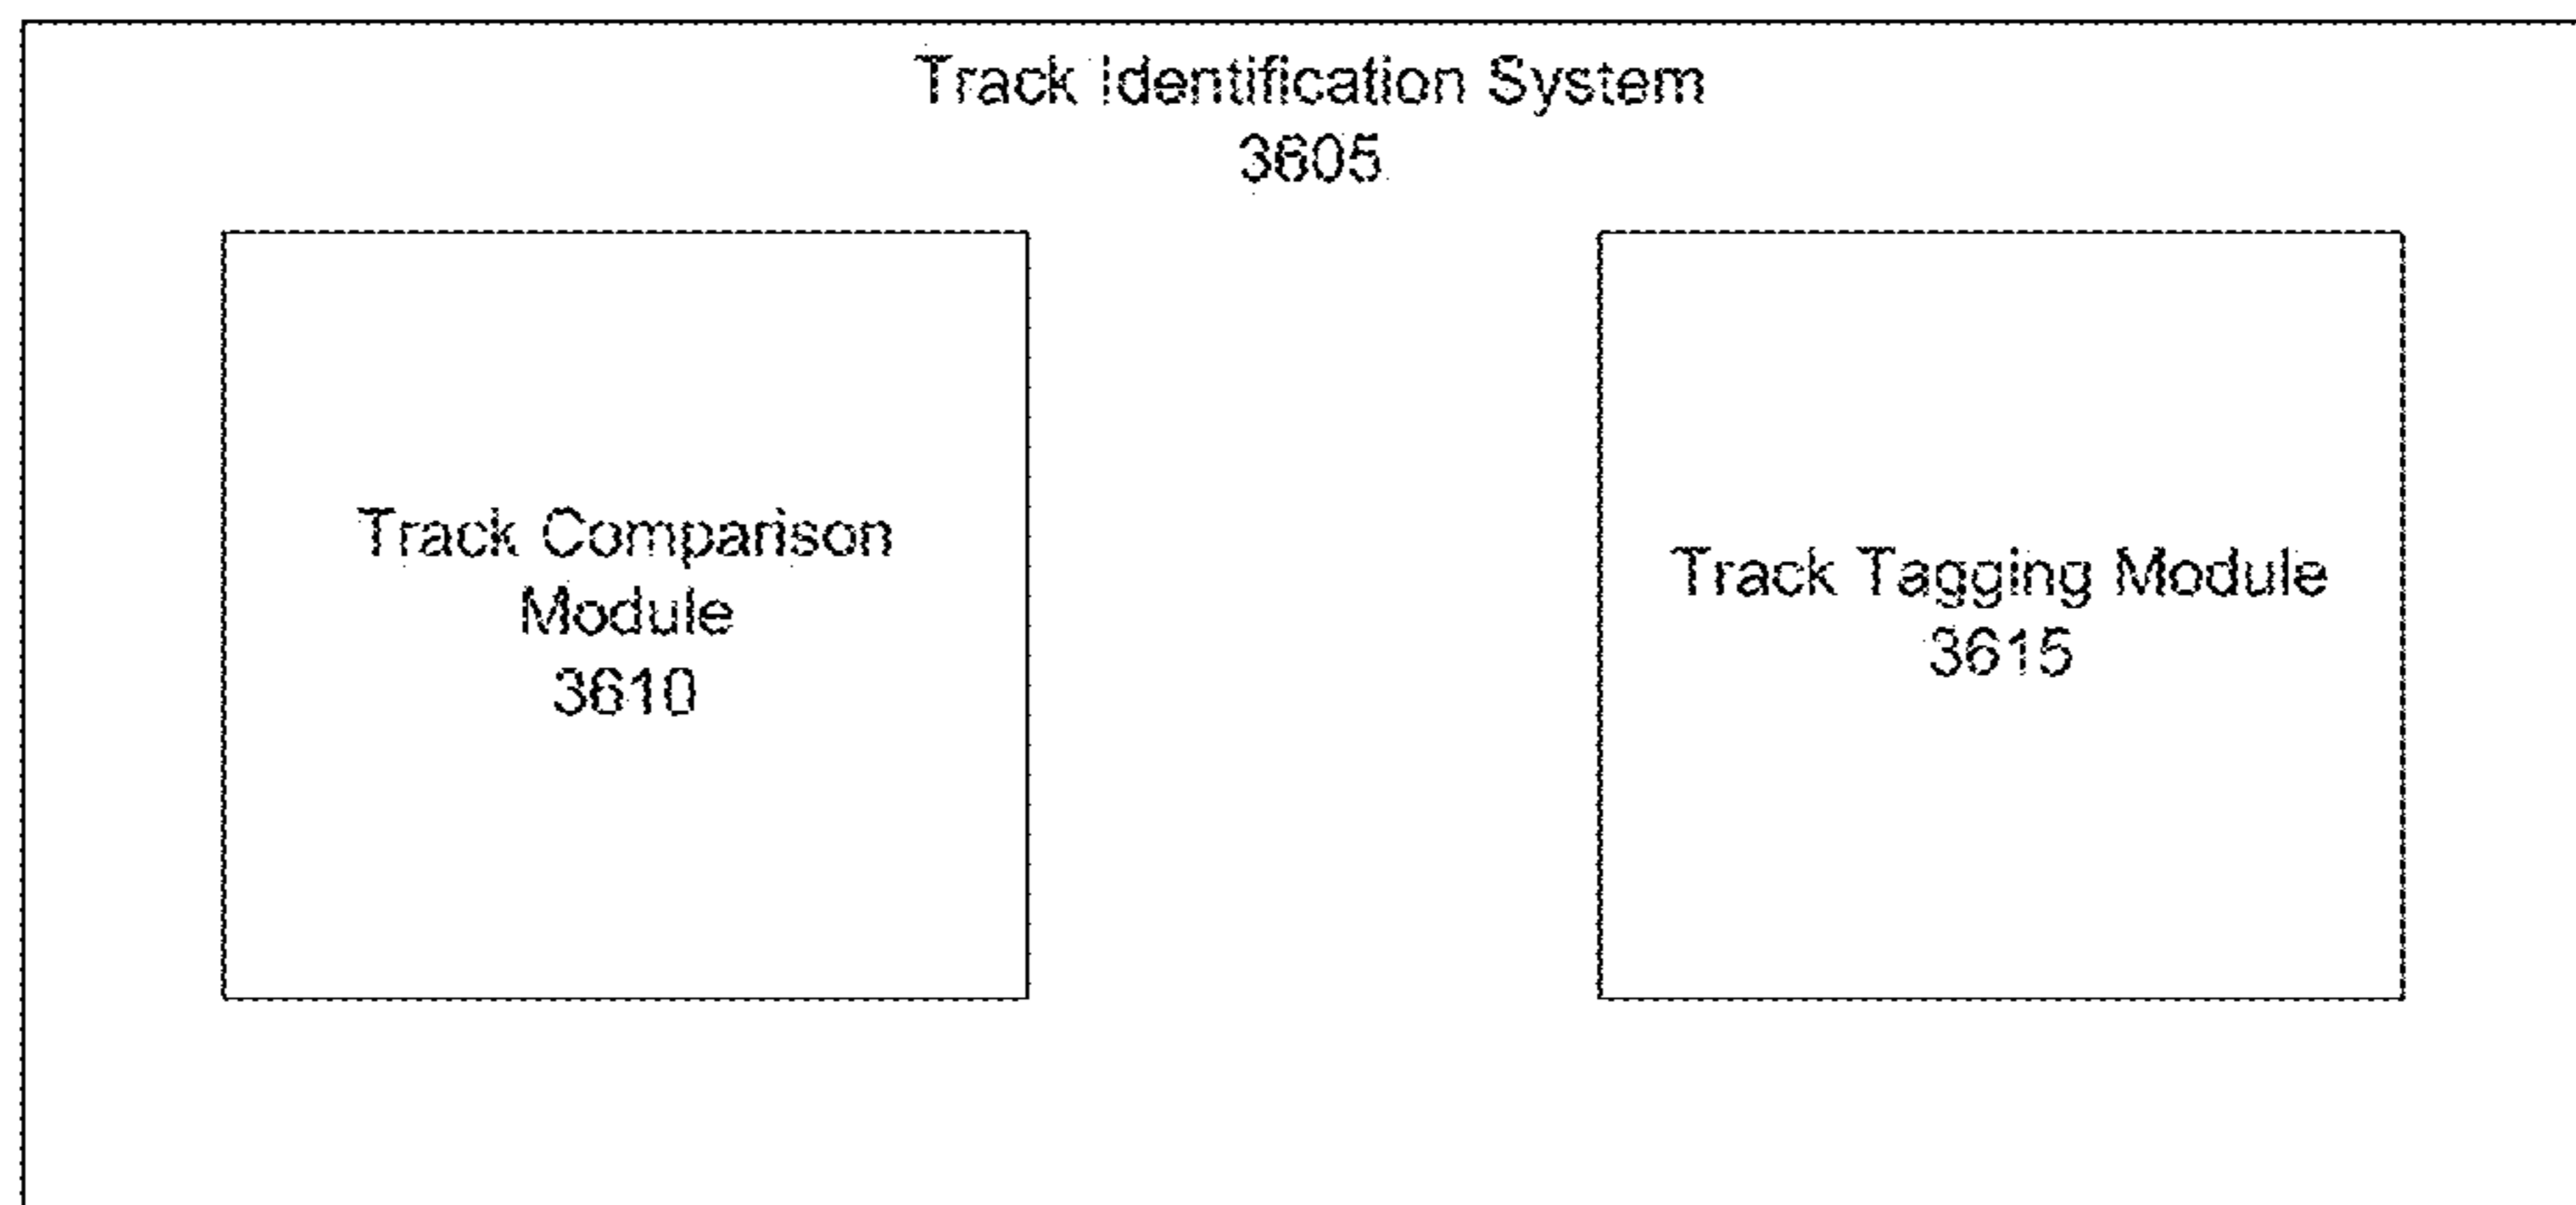 Track Identification System
3605
Track Comparison
Module
3610
Track Tagging Module
3615